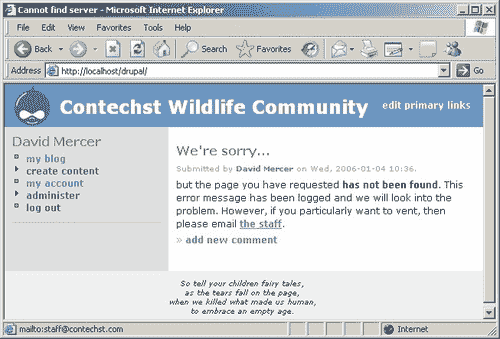 Cannot find server - Microsoft Internet Explorer
File Edit View Favorites Tools Help
Back Search Favorites
Address http://localhost/drupal/ Go
Contechst Wildlife Community edit primary links
David Mercer
my blog
create content
my account
administer
log out
We're sorry...
Submitted by David Mercer on Wed, 2006-01-04 10:36.
but the page you have requested has not been found. This
error message has been logged and we will look into the
problem. However, if you particularly want to vent, then
please email the staff.
» add new comment
So tell your children fairy tales,
as the tears fall on the page,
when we killed what made us human,
to embrace an empty age.
mailto:staff@contechst.com Internet